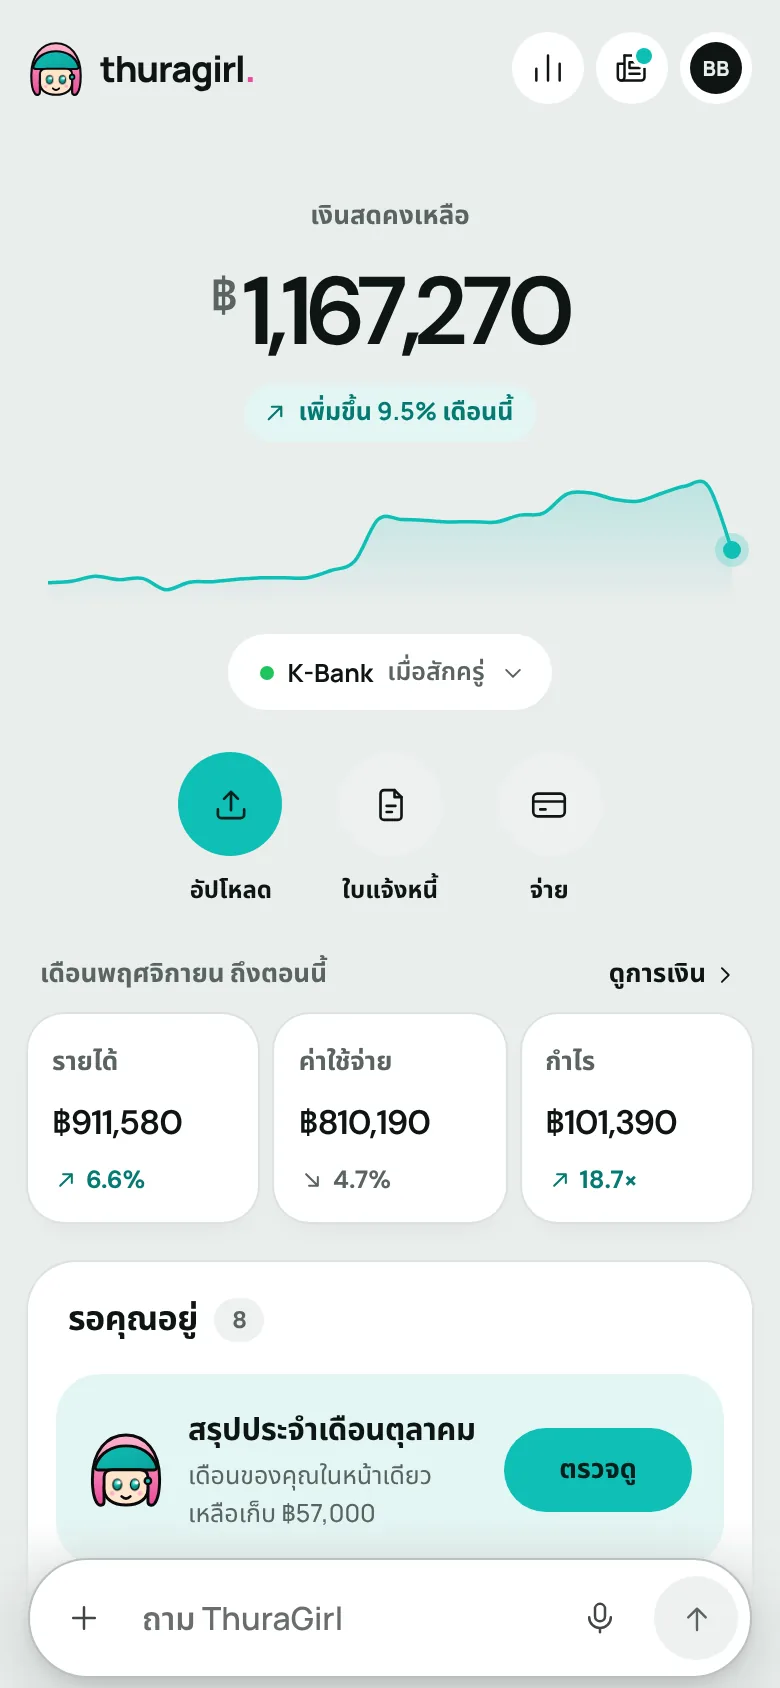 thuragirl.
BB
เงินสดคงเหลือ
฿1,167,270
เพิ่มขึ้น 9.5% เดือนนี้
K-Bank เมื่อสักครู่
อัปโหลด
ใบแจ้งหนี้
จ่าย
เดือนพฤศจิกายน ถึงตอนนี้
ดูการเงิน
รายได้
฿911,580
6.6%
ค่าใช้จ่าย
฿810,190
4.7%
กำไร
฿101,390
18.7×
รอคุณอยู่ 8
สรุปประจำเดือนตุลาคม
เดือนของคุณในหน้าเดียว
เหลือเก็บ ฿57,000
ตรวจดู
ถาม ThuraGirl